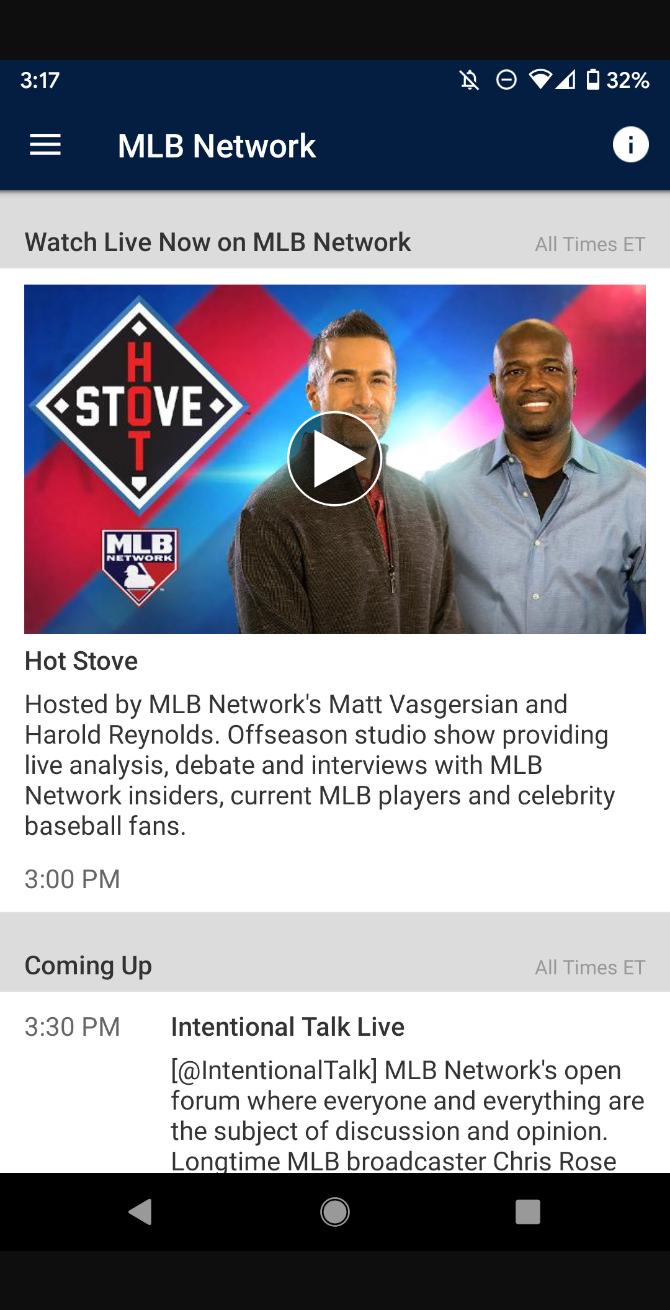 3:17
32%
MLB Network
i
Watch Live Now on MLB Network
All Times ET
HOT
STOVE
MLB
NETWORK
Hot Stove
Hosted by MLB Network's Matt Vasgersian and
Harold Reynolds. Offseason studio show providing
live analysis, debate and interviews with MLB
Network insiders, current MLB players and celebrity
baseball fans.
3:00 PM
Coming Up
All Times ET
3:30 PM
Intentional Talk Live
[@IntentionalTalk] MLB Network's open
forum where everyone and everything are
the subject of discussion and opinion.
Longtime MLB broadcaster Chris Rose